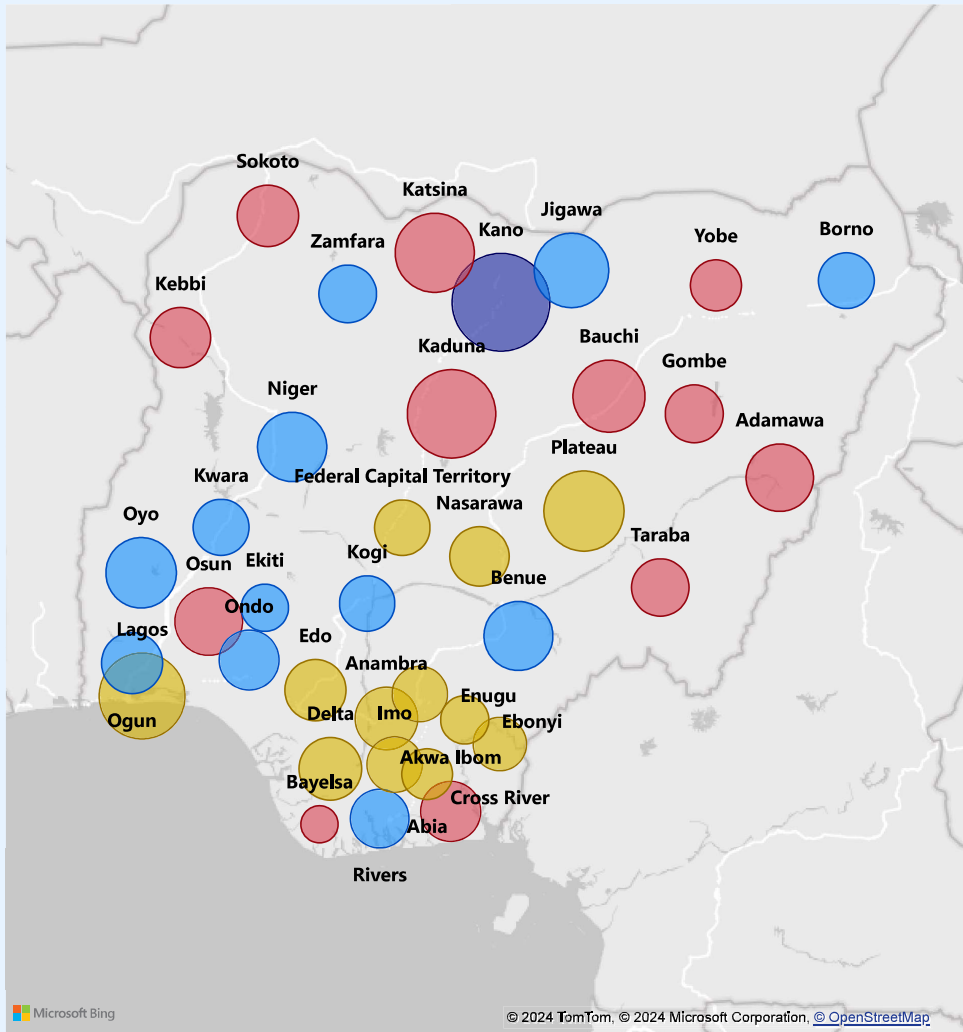 Sokoto
Katsina
Jigawa
Kano
Yobe
Borno
Zamfara
Kebbi
Kaduna
Bauchi
Gombe
Niger
Adamawa
Plateau
Federal Capital Territory
Kwara
Nasarawa
Oyo
Taraba
Kogi
Ekiti
Osun
Benue
Ondo
Lagos
Edo
Anambra
Enugu
Delta
Imo
Ogun
Ebonyi
Akwa Ibom
Bayelsa
Cross River
Abia
Rivers
Microsoft Bing
© 2024 TomTom, © 2024 Microsoft Corporation, © OpenStreetMap